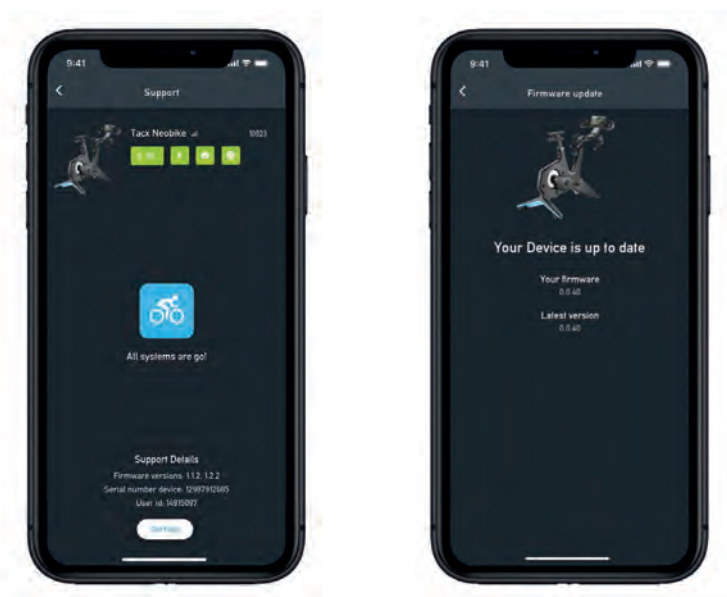 9:41
Support
Tacx Neobike
10023
All systems are go!
Support Details
Firmware versions: 1.1.2, 1.2.2
Serial number device: 12987912685
User id: 14915097
9:41
Firmware update
Your Device is up to date
Your firmware
0.0.40
Latest version
0.0.40